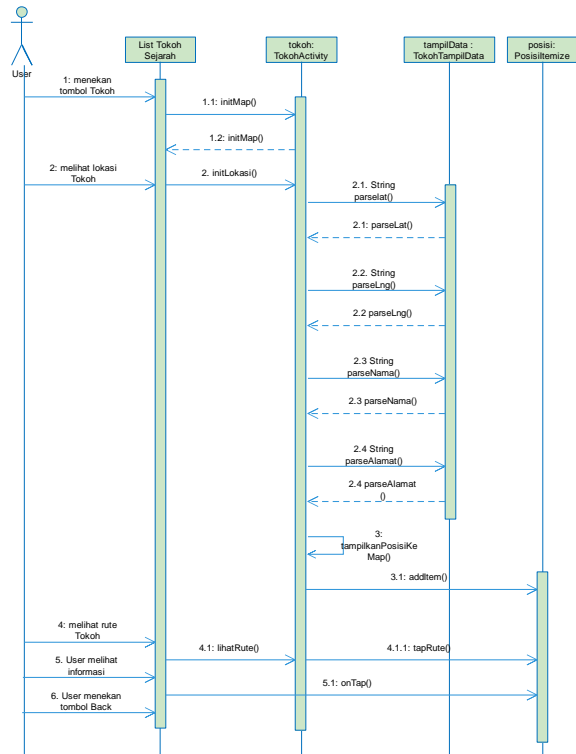 List Tokoh
Sejarah
tokoh:
TokohActivity
tampilData :
TokohTampilData
posisi:
PosisiItemize
User
1: menekan
tombol Tokoh
1.1: initMap()
1.2: initMap()
2: melihat lokasi
Tokoh
2. initLokasi()
2.1. String
parselat()
2.1: parseLat()
2.2. String
parseLng()
2.2 parseLng()
2.3 String
parseNama()
2.3 parseNama()
2.4 String
parseAlamat()
2.4 parseAlamat
()
3:
tampilkanPosisiKe
Map()
3.1: addItem()
4: melihat rute
Tokoh
4.1: lihatRute()
4.1.1: tapRute()
5. User melihat
informasi
5.1: onTap()
6. User menekan
tombol Back